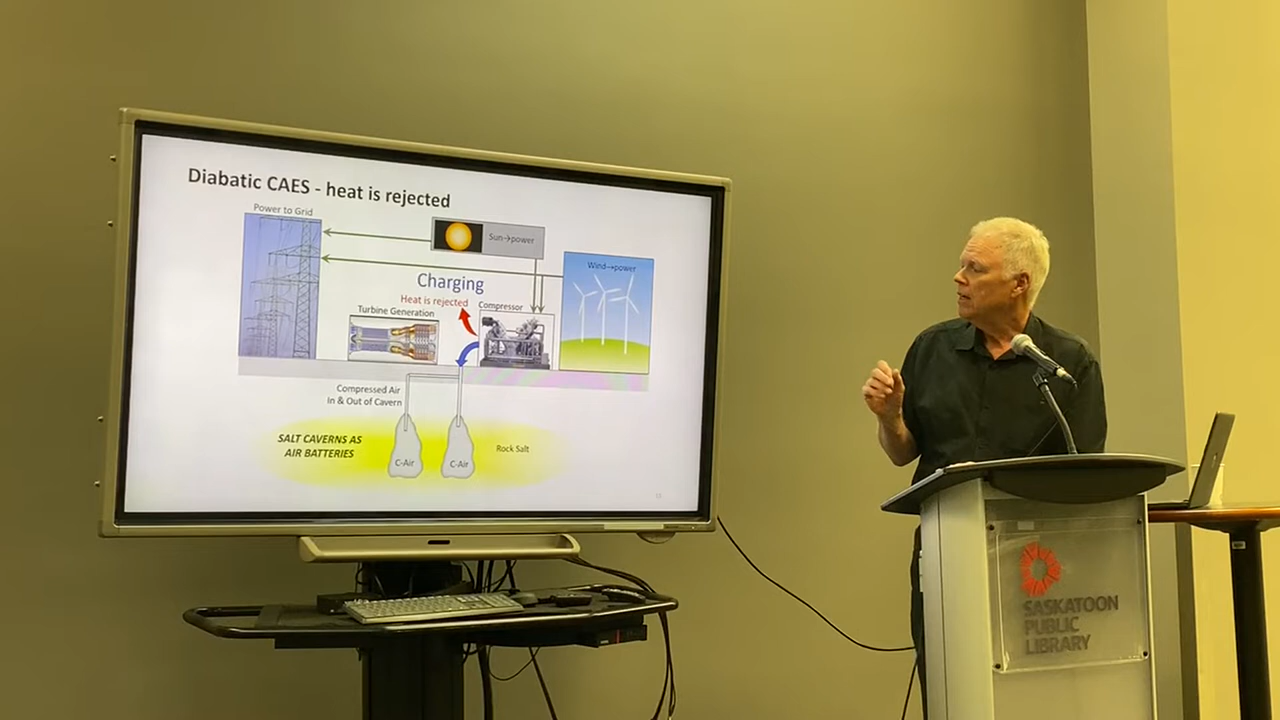 Diabatic CAES - heat is rejected
Power to Grid
Sun→power
Wind→power
Charging
Heat is rejected
Compressor
Turbine Generation
Compressed Air
In & Out of Cavern
SALT CAVERNS AS
AIR BATTERIES
C-Air
C-Air
Rock Salt
SASKATOON
PUBLIC
LIBRARY